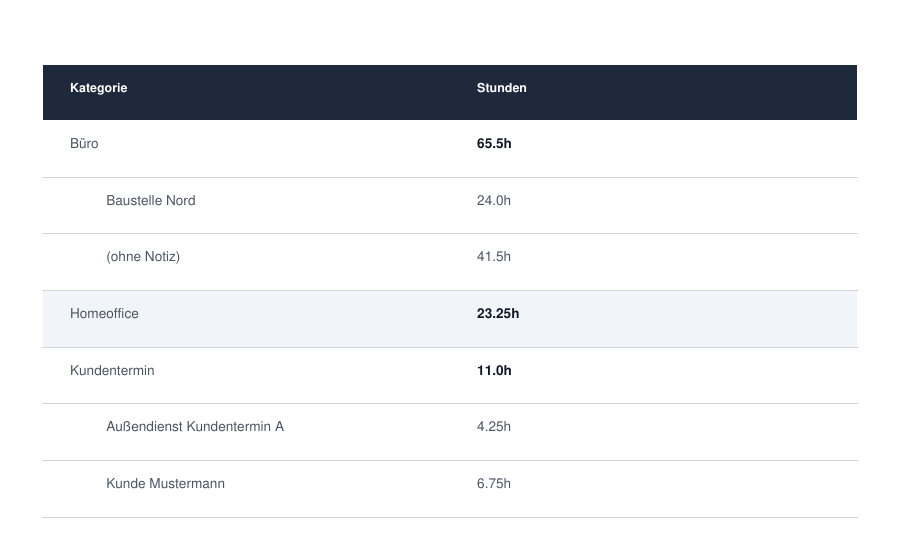 Kategorie Stunden
Büro 65.5h
Baustelle Nord 24.0h
(ohne Notiz) 41.5h
Homeoffice 23.25h
Kundentermin 11.0h
Außendienst Kundentermin A 4.25h
Kunde Mustermann 6.75h